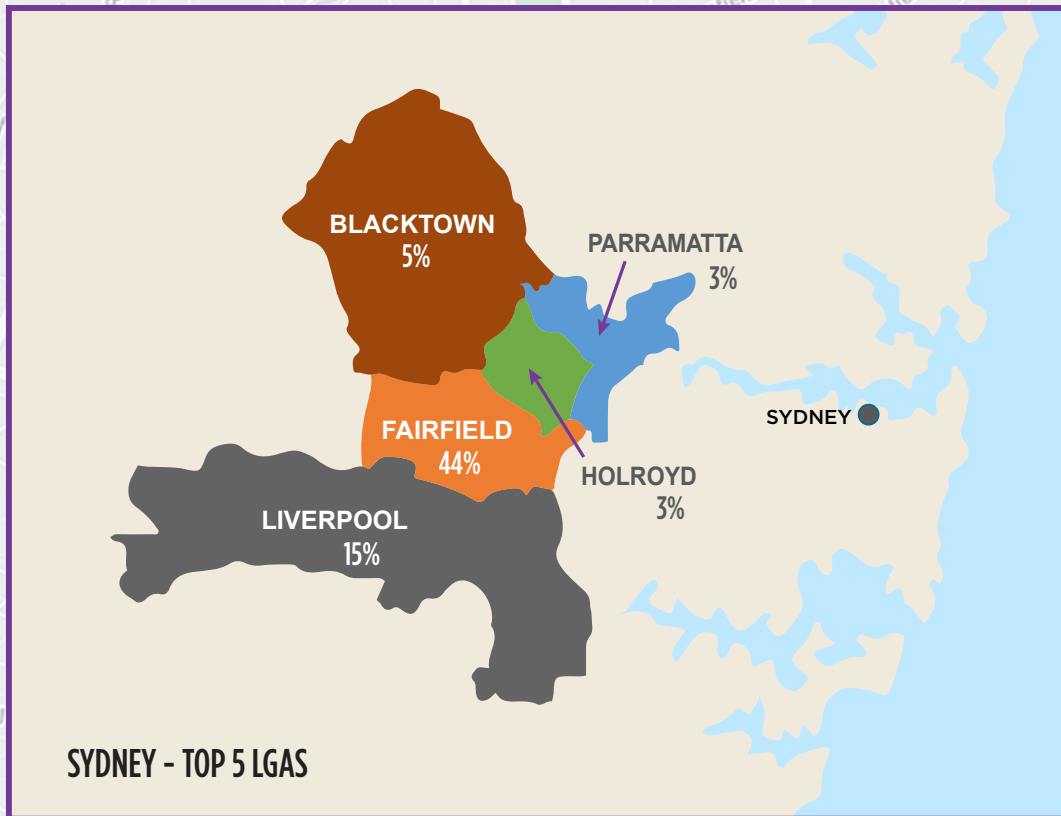 BLACKTOWN
5%
PARRAMATTA
3%
SYDNEY
FAIRFIELD
44%
HOLROYD
3%
LIVERPOOL
15%
SYDNEY - TOP 5 LGAS